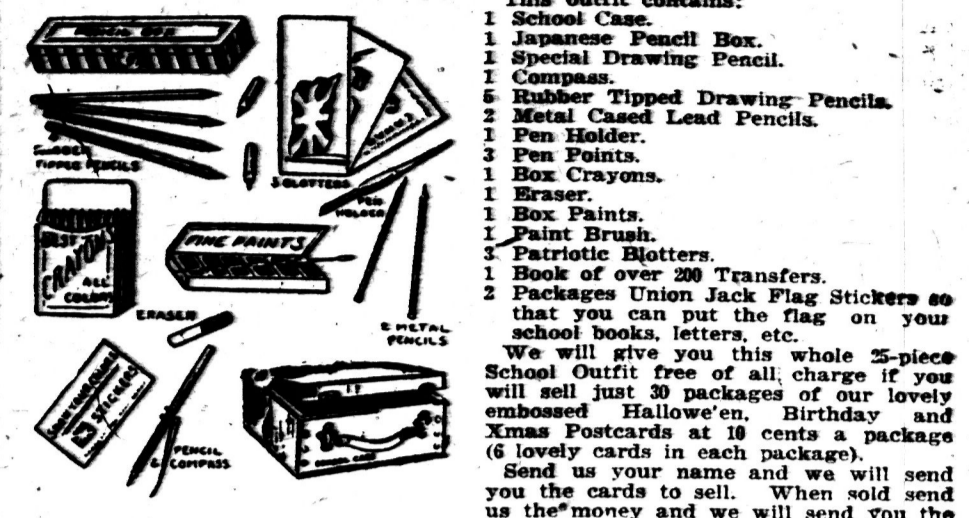 PENCIL BOX
TIPPED PENCILS
3 BLOTTERS
PEN
HOLDER
FINE PAINTS
BEST
CRAYONS
ALL
COLORS
ERASER
2 METAL
PENCILS
STICKERS
PENCIL
& COMPASS
This outfit contains:
1 School Case.
1 Japanese Pencil Box.
1 Special Drawing Pencil.
1 Compass.
5 Rubber Tipped Drawing Pencils.
2 Metal Cased Lead Pencils.
1 Pen Holder.
3 Pen Points.
1 Box Crayons.
1 Eraser.
1 Box Paints.
1 Paint Brush.
3 Patriotic Blotters.
1 Book of over 200 Transfers.
2 Packages Union Jack Flag Stickers so
that you can put the flag on your
school books, letters, etc.
We will give you this whole 25-piece
School Outfit free of all charge if you
will sell just 30 packages of our lovely
embossed Hallowe'en, Birthday and
Xmas Postcards at 10 cents a package
(6 lovely cards in each package).
Send us your name and we will send
you the cards to sell. When sold send
us the money and we will send you the